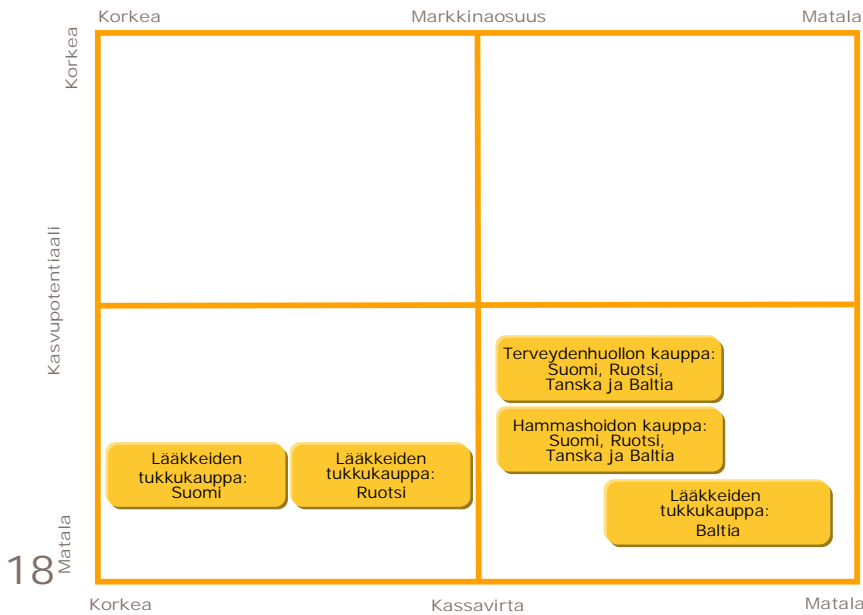 Korkea
Markkinaosuus
Matala
Korkea
Kasvupotentiaali
Matala
Terveydenhuollon kauppa:
Suomi, Ruotsi,
Tanska ja Baltia
Hammashoidon kauppa:
Suomi, Ruotsi,
Tanska ja Baltia
Lääkkeiden
tukkukauppa:
Suomi
Lääkkeiden
tukkukauppa:
Ruotsi
Lääkkeiden
tukkukauppa:
Baltia
18
Korkea
Kassavirta
Matala